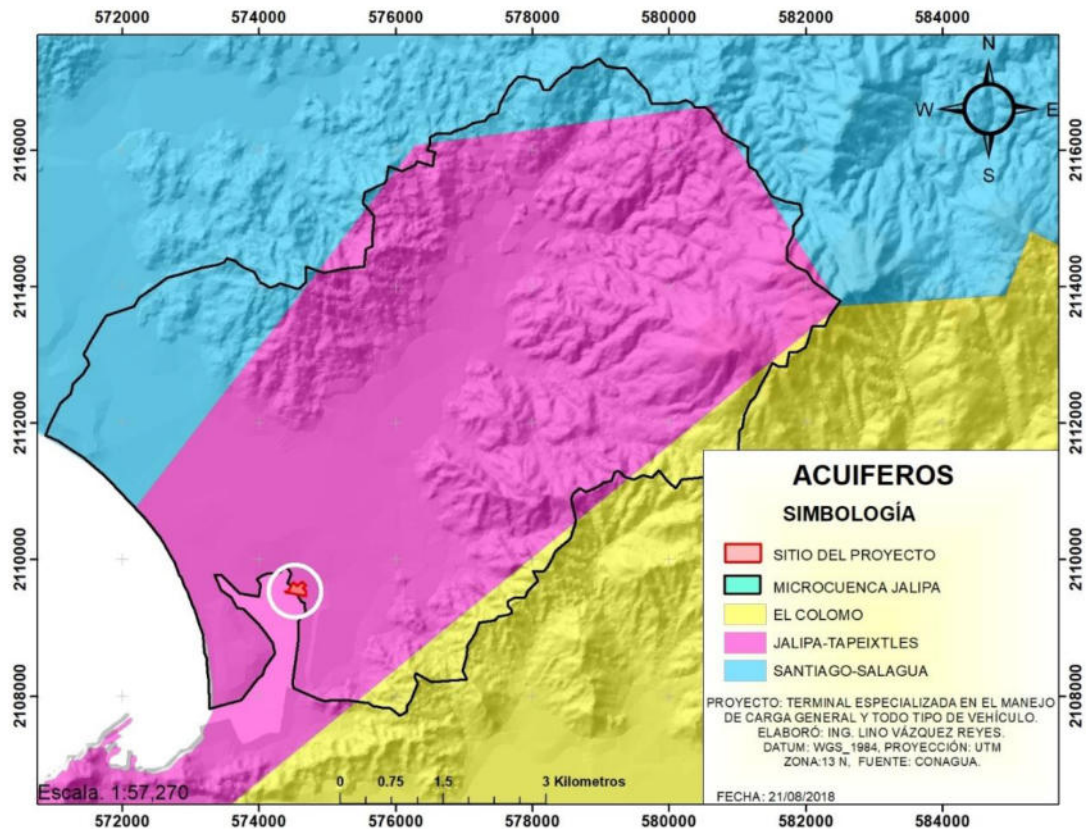 572000 574000 576000 578000 580000 582000 584000
N
W E
S
2116000 2116000
2114000 2114000
2112000 2112000
2110000 2110000
2108000 2108000
ACUIFEROS
SIMBOLOGÍA
SITIO DEL PROYECTO
MICROCUENCA JALIPA
EL COLOMO
JALIPA-TAPEIXTLES
SANTIAGO-SALAGUA
PROYECTO: TERMINAL ESPECIALIZADA EN EL MANEJO
DE CARGA GENERAL Y TODO TIPO DE VEHÍCULO.
ELABORÓ: ING. LINO VÁZQUEZ REYES.
DATUM: WGS_1984, PROYECCIÓN: UTM
ZONA:13 N, FUENTE: CONAGUA.
FECHA: 21/08/2018
0 0.75 1.5 3 Kilometros
Escala. 1:57,270
572000 574000 576000 578000 580000 582000 584000